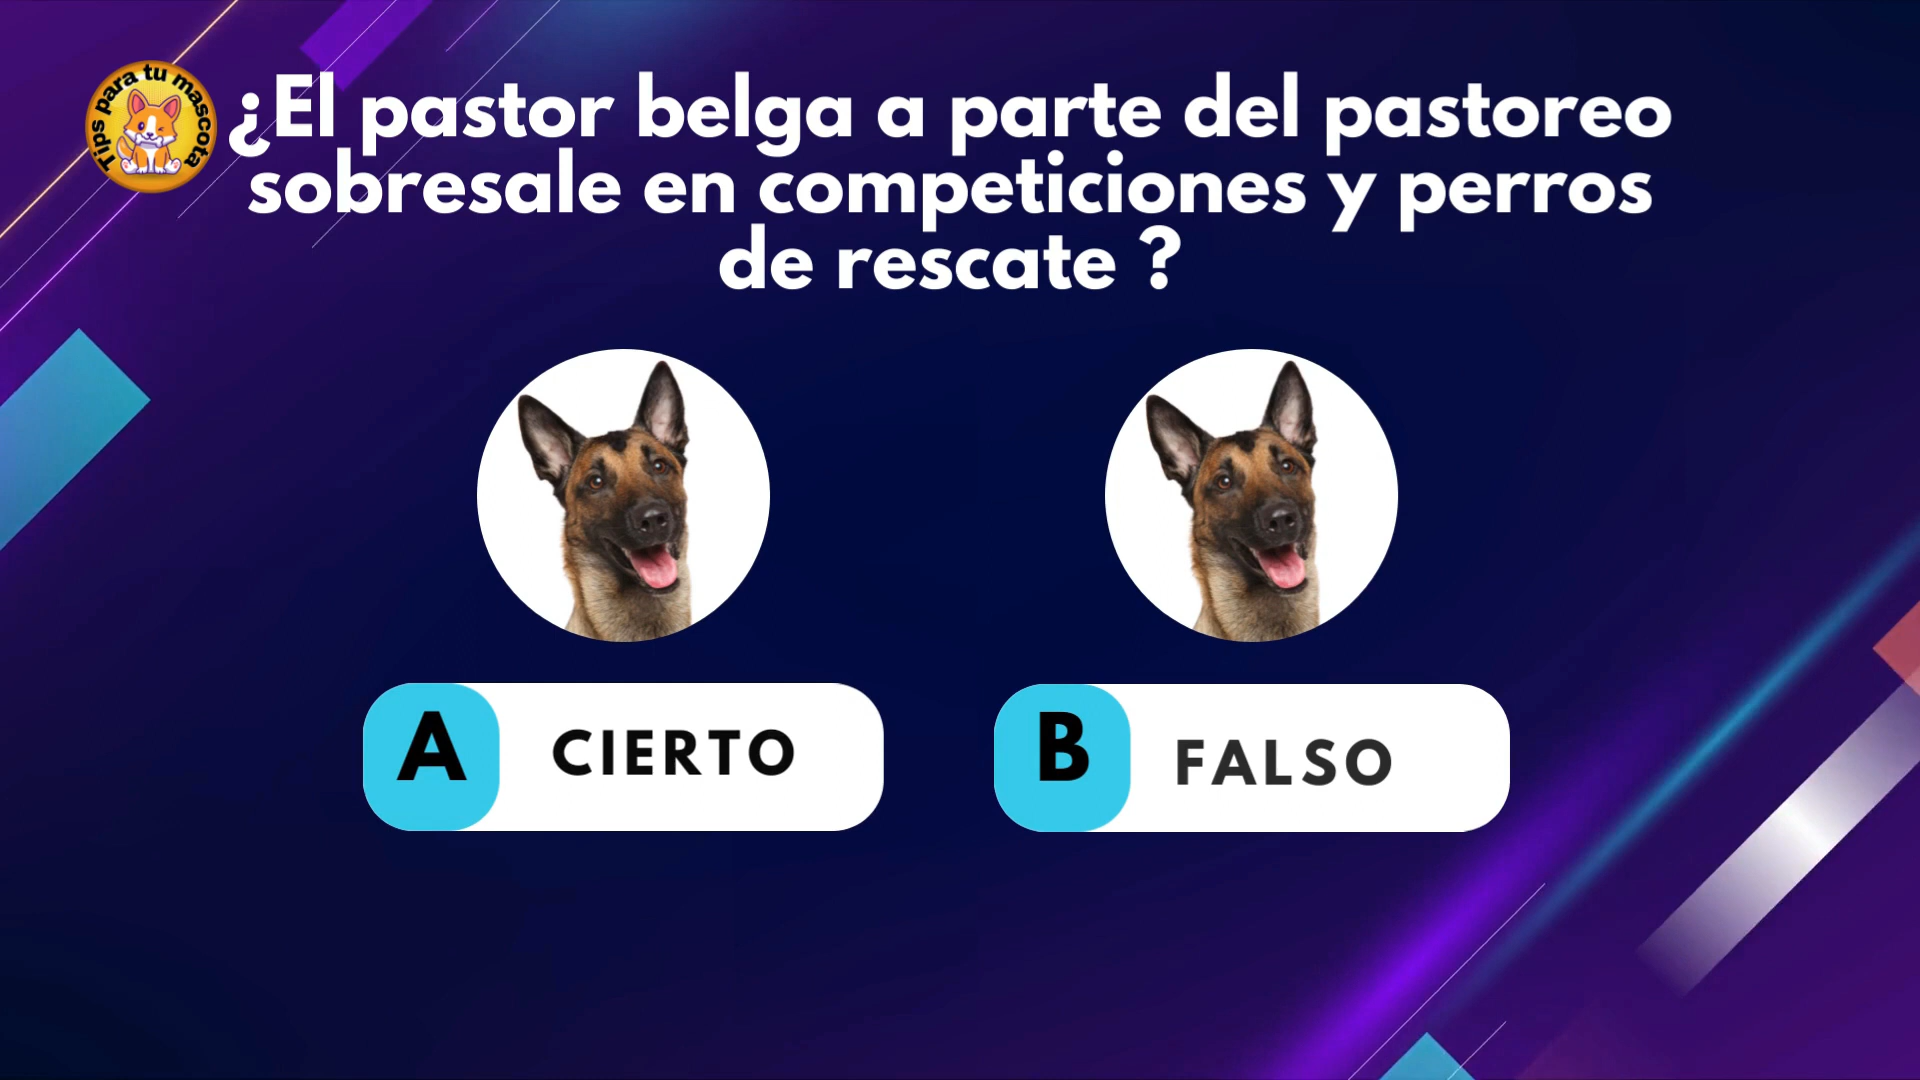 Tips para tu mascota
¿El pastor belga a parte del pastoreo
sobresale en competiciones y perros
de rescate ?
A CIERTO
B FALSO